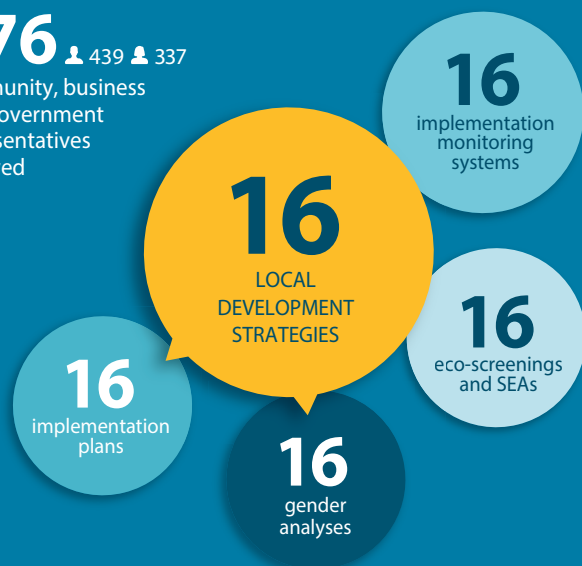 76 439 337
unity, business
overnment
sentatives
ed
16
implementation
monitoring
systems
16
LOCAL
DEVELOPMENT
STRATEGIES
16
eco-screenings
and SEAs
16
implementation
plans
16
gender
analyses